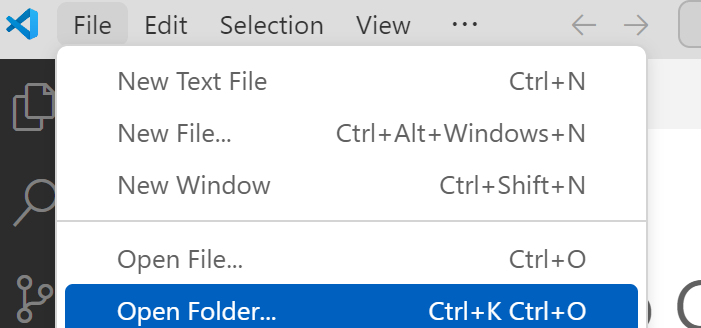 File Edit Selection View ...
New Text File Ctrl+N
New File... Ctrl+Alt+Windows+N
New Window Ctrl+Shift+N
Open File... Ctrl+O
Open Folder... Ctrl+K Ctrl+O